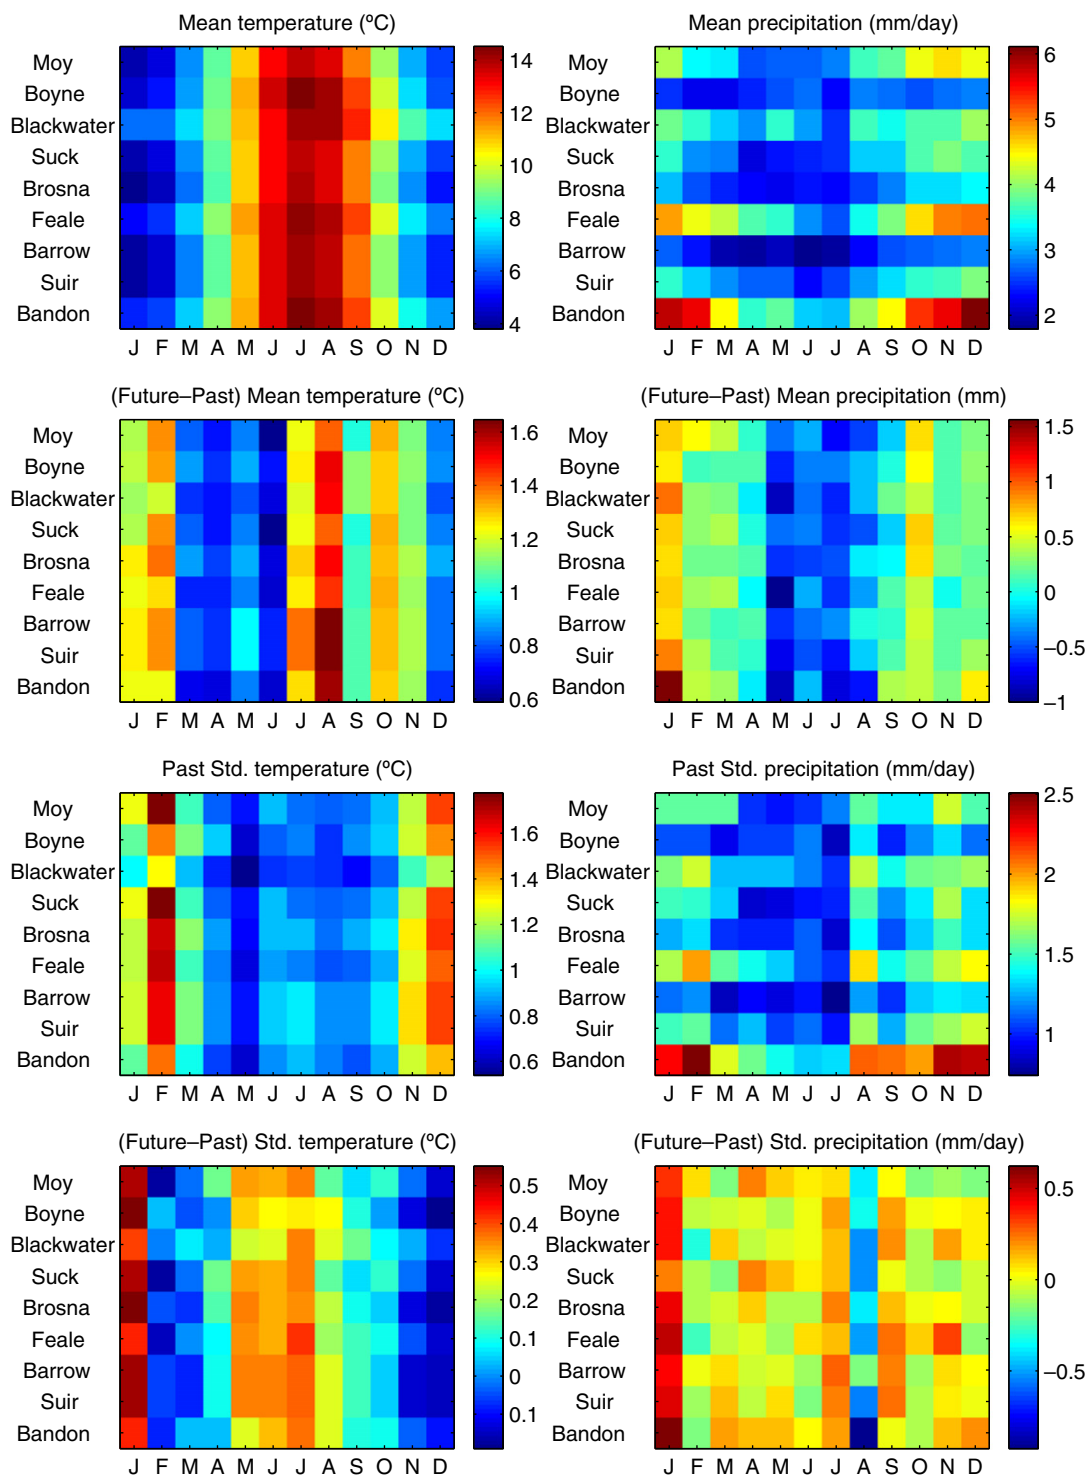 Mean temperature (ºC)
Moy
Boyne
Blackwater
Suck
Brosna
Feale
Barrow
Suir
Bandon
J F M A M J J A S O N D
14
12
10
8
6
4
Mean precipitation (mm/day)
Moy
Boyne
Blackwater
Suck
Brosna
Feale
Barrow
Suir
Bandon
J F M A M J J A S O N D
6
5
4
3
2
(Future–Past) Mean temperature (ºC)
Moy
Boyne
Blackwater
Suck
Brosna
Feale
Barrow
Suir
Bandon
J F M A M J J A S O N D
1.6
1.4
1.2
1
0.8
0.6
(Future–Past) Mean precipitation (mm)
Moy
Boyne
Blackwater
Suck
Brosna
Feale
Barrow
Suir
Bandon
J F M A M J J A S O N D
1.5
1
0.5
0
–0.5
–1
Past Std. temperature (ºC)
Moy
Boyne
Blackwater
Suck
Brosna
Feale
Barrow
Suir
Bandon
J F M A M J J A S O N D
1.6
1.4
1.2
1
0.8
0.6
Past Std. precipitation (mm/day)
Moy
Boyne
Blackwater
Suck
Brosna
Feale
Barrow
Suir
Bandon
J F M A M J J A S O N D
2.5
2
1.5
1
(Future–Past) Std. temperature (ºC)
Moy
Boyne
Blackwater
Suck
Brosna
Feale
Barrow
Suir
Bandon
J F M A M J J A S O N D
0.5
0.4
0.3
0.2
0.1
0
0.1
(Future–Past) Std. precipitation (mm/day)
Moy
Boyne
Blackwater
Suck
Brosna
Feale
Barrow
Suir
Bandon
J F M A M J J A S O N D
0.5
0
–0.5